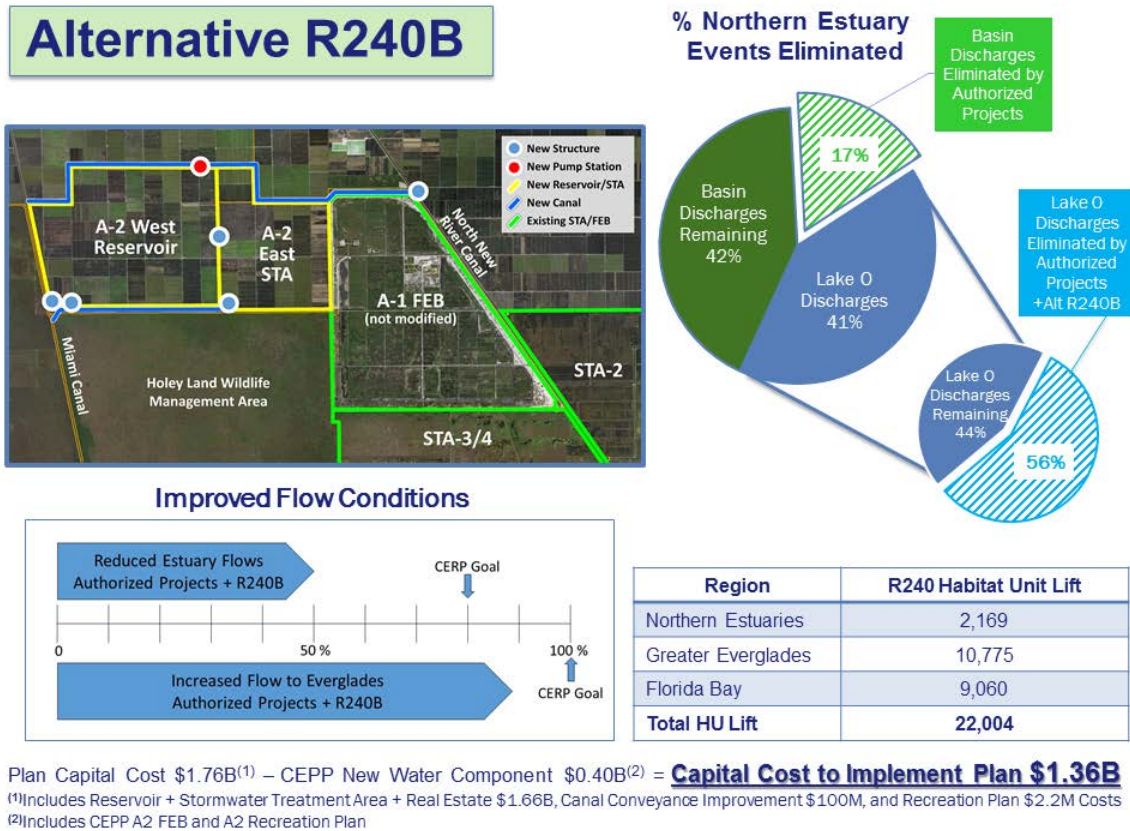 Alternative R240B
% Northern Estuary
Events Eliminated
Basin
Discharges
Eliminated by
Authorized
Projects
17%
Basin
Discharges
Remaining
42%
Lake O
Discharges
41%
Lake O
Discharges
Eliminated by
Authorized
Projects
+Alt R240B
Lake O
Discharges
Remaining
44%
56%
New Structure
New Pump Station
New Reservoir/STA
New Canal
Existing STA/FEB
A-2 West
Reservoir
A-2
East
STA
North New
River Canal
A-1 FEB
(not modified)
Miami Canal
Holey Land Wildlife
Management Area
STA-2
STA-3/4
Improved Flow Conditions
Reduced Estuary Flows
Authorized Projects + R240B
CERP Goal
0
50 %
100 %
Increased Flow to Everglades
Authorized Projects + R240B
CERP Goal
Region R240 Habitat Unit Lift
Northern Estuaries 2,169
Greater Everglades 10,775
Florida Bay 9,060
Total HU Lift 22,004
Plan Capital Cost $1.76B(1) – CEPP New Water Component $0.40B(2) = Capital Cost to Implement Plan $1.36B
(1)Includes Reservoir + Stormwater Treatment Area + Real Estate $1.66B, Canal Conveyance Improvement $100M, and Recreation Plan $2.2M Costs
(2)Includes CEPP A2 FEB and A2 Recreation Plan